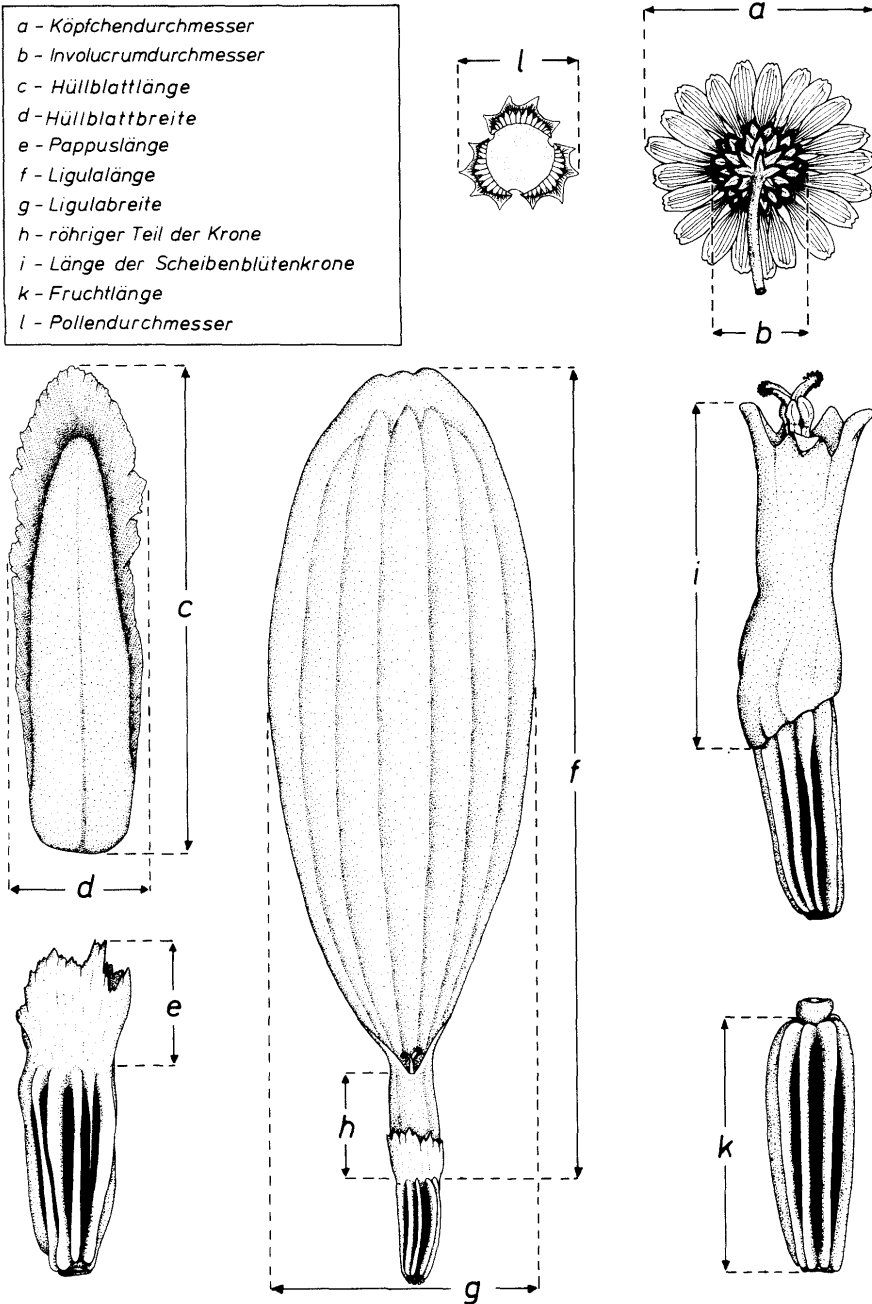 a - Köpfchendurchmesser
b - Involucrumdurchmesser
c - Hüllblattlänge
d - Hüllblattbreite
e - Pappuslänge
f - Ligulalänge
g - Ligulabreite
h - röhriger Teil der Krone
i - Länge der Scheibenblütenkrone
k - Fruchtlänge
l - Pollendurchmesser
a
l
b
c
i
f
d
e
h
k
g